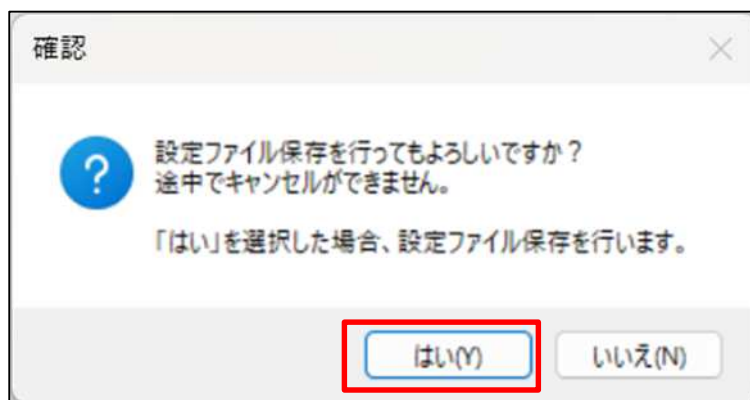 確認
?
設定ファイル保存を行ってもよろしいですか？
途中でキャンセルができません。
「はい」を選択した場合、設定ファイル保存を行います。
はい(Y)
いいえ(N)